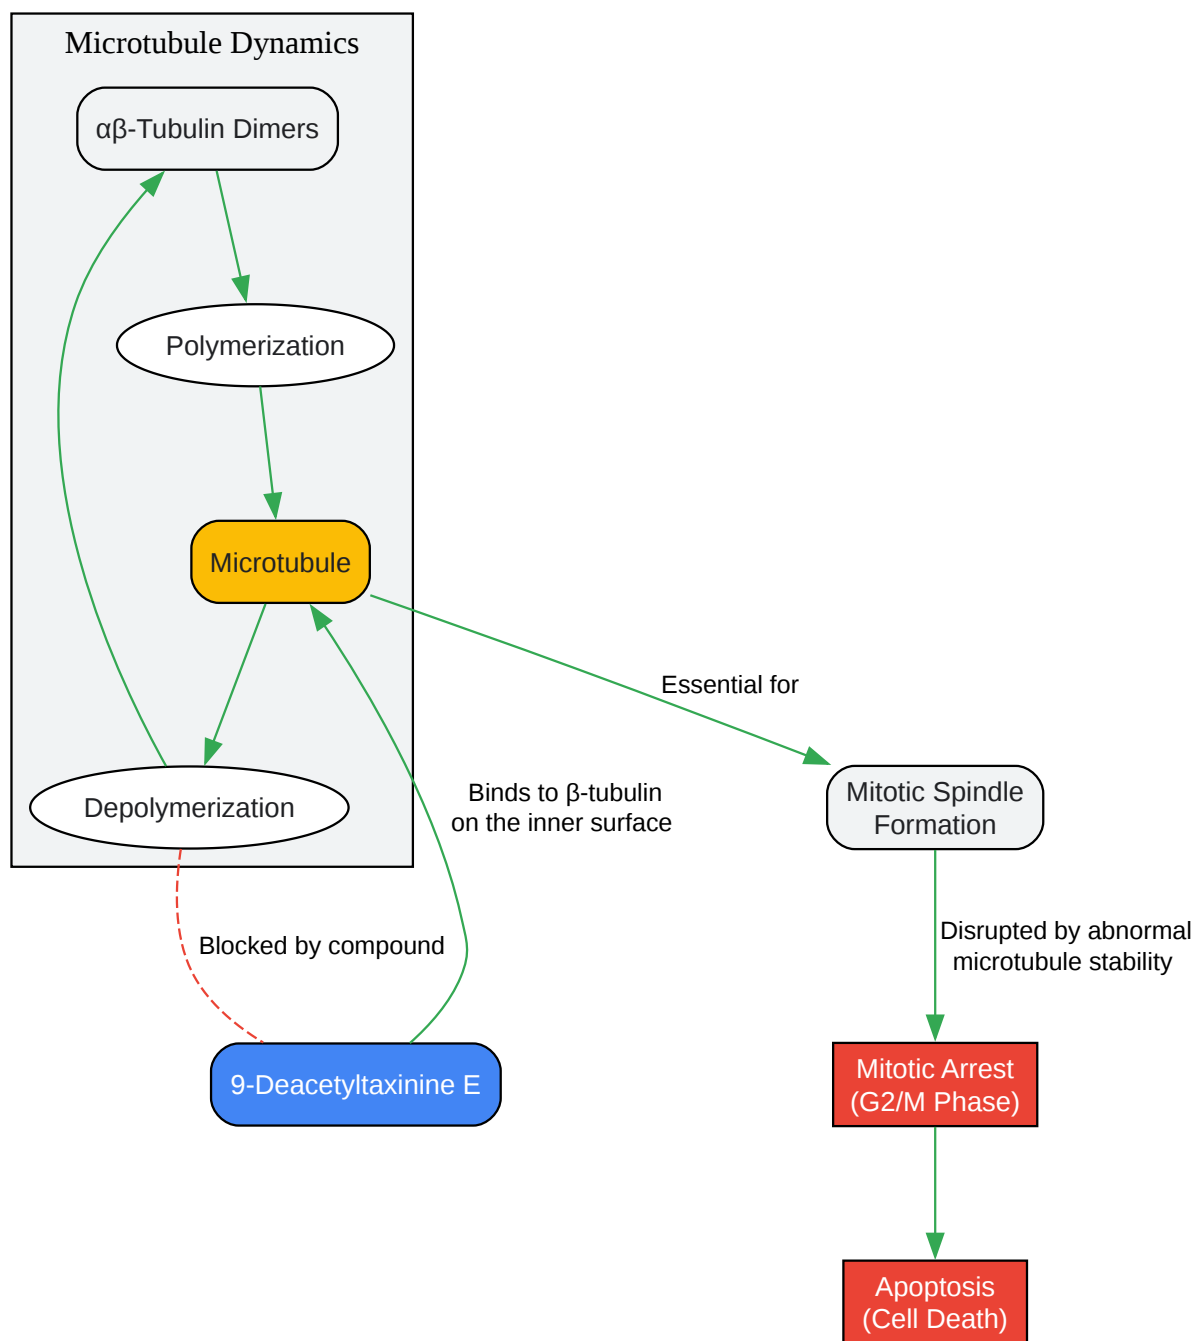 Microtubule Dynamics
αβ-Tubulin Dimers
Polymerization
Microtubule
Essential for
Depolymerization
Binds to β-tubulin
on the inner surface
Mitotic Spindle
Formation
Blocked by compound
Disrupted by abnormal
microtubule stability
9-Deacetyltaxinine E
Mitotic Arrest
(G2/M Phase)
Apoptosis
(Cell Death)